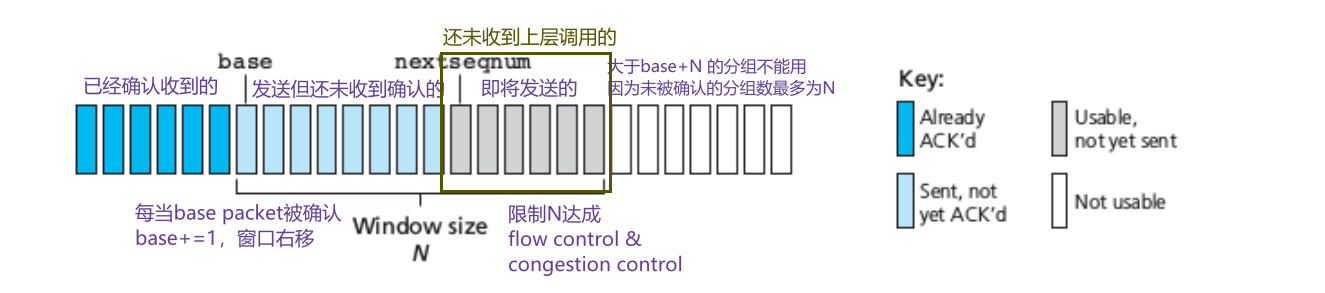 还未收到上层调用的
base
nextseqnum
已经确认收到的
发送但还未收到确认的
即将发送的
大于base+N 的分组不能用
因为未被确认的分组数最多为N
每当base packet被确认
base+=1，窗口右移
Window size
N
限制N达成
flow control &
congestion control
Key:
Already
ACK'd
Usable,
not yet sent
Sent, not
yet ACK'd
Not usable